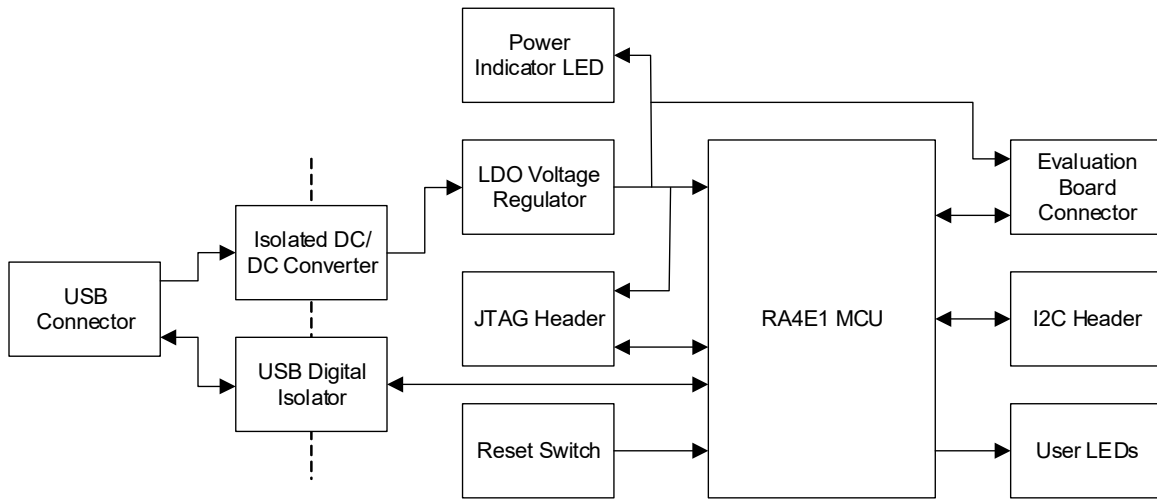 Power
Indicator LED
LDO Voltage
Regulator
Evaluation
Board
Connector
Isolated DC/
DC Converter
USB
Connector
JTAG Header
RA4E1 MCU
I2C Header
USB Digital
Isolator
Reset Switch
User LEDs